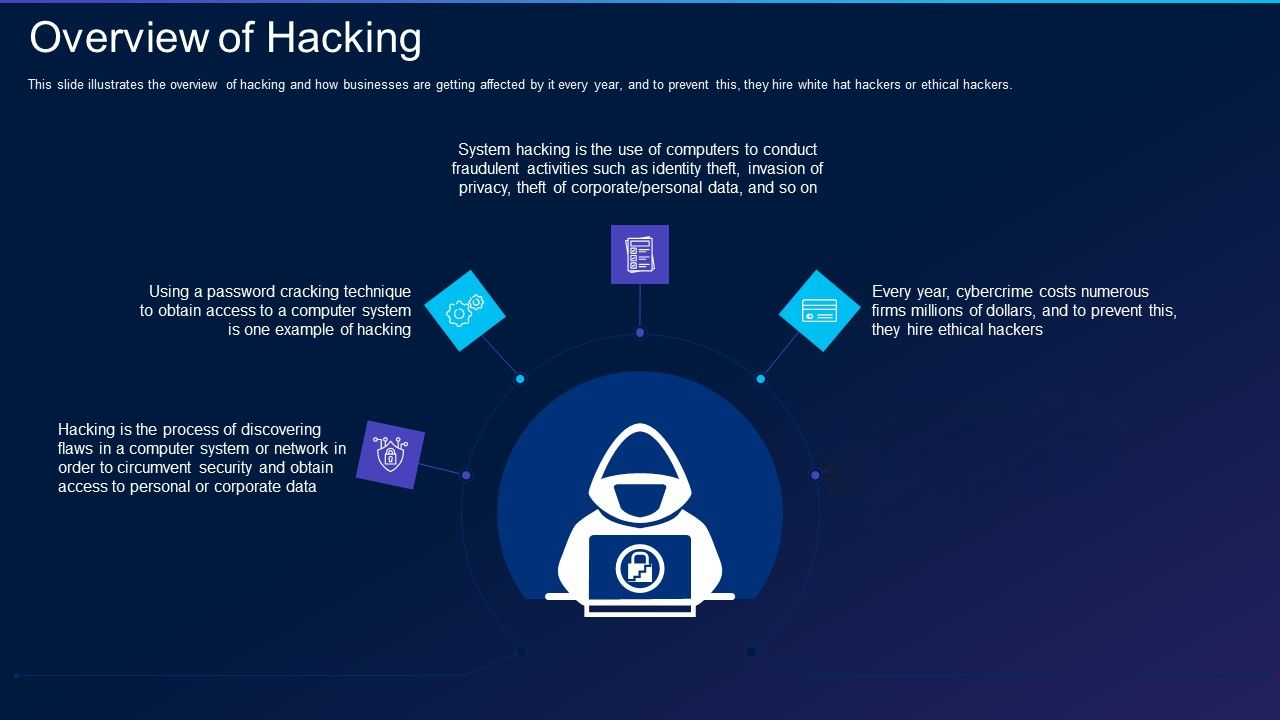 Overview of Hacking
This slide illustrates the overview of hacking and how businesses are getting affected by it every year, and to prevent this, they hire white hat hackers or ethical hackers.
System hacking is the use of computers to conduct
fraudulent activities such as identity theft, invasion of
privacy, theft of corporate/personal data, and so on
Using a password cracking technique
to obtain access to a computer system
is one example of hacking
Every year, cybercrime costs numerous
firms millions of dollars, and to prevent this,
they hire ethical hackers
Hacking is the process of discovering
flaws in a computer system or network in
order to circumvent security and obtain
access to personal or corporate data